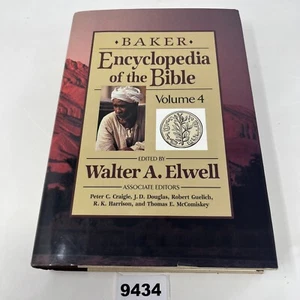 • BAKER •
Encyclopedia
of the Bible
Volume 4
EDITED BY
Walter A. Elwell
ASSOCIATE EDITORS
Peter C. Craigie, J. D. Douglas, Robert Guelich,
R. K. Harrison, and Thomas E. McComiskey
9434